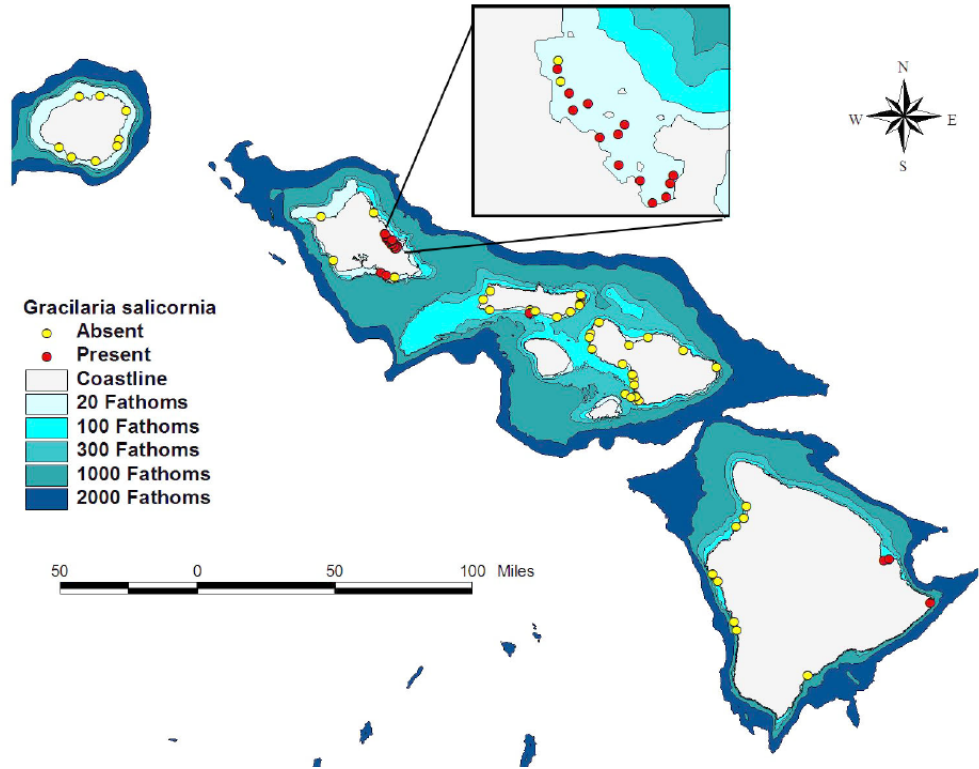 N
W E
S
Gracilaria salicornia
Absent
Present
Coastline
20 Fathoms
100 Fathoms
300 Fathoms
1000 Fathoms
2000 Fathoms
50 0 50 100 Miles